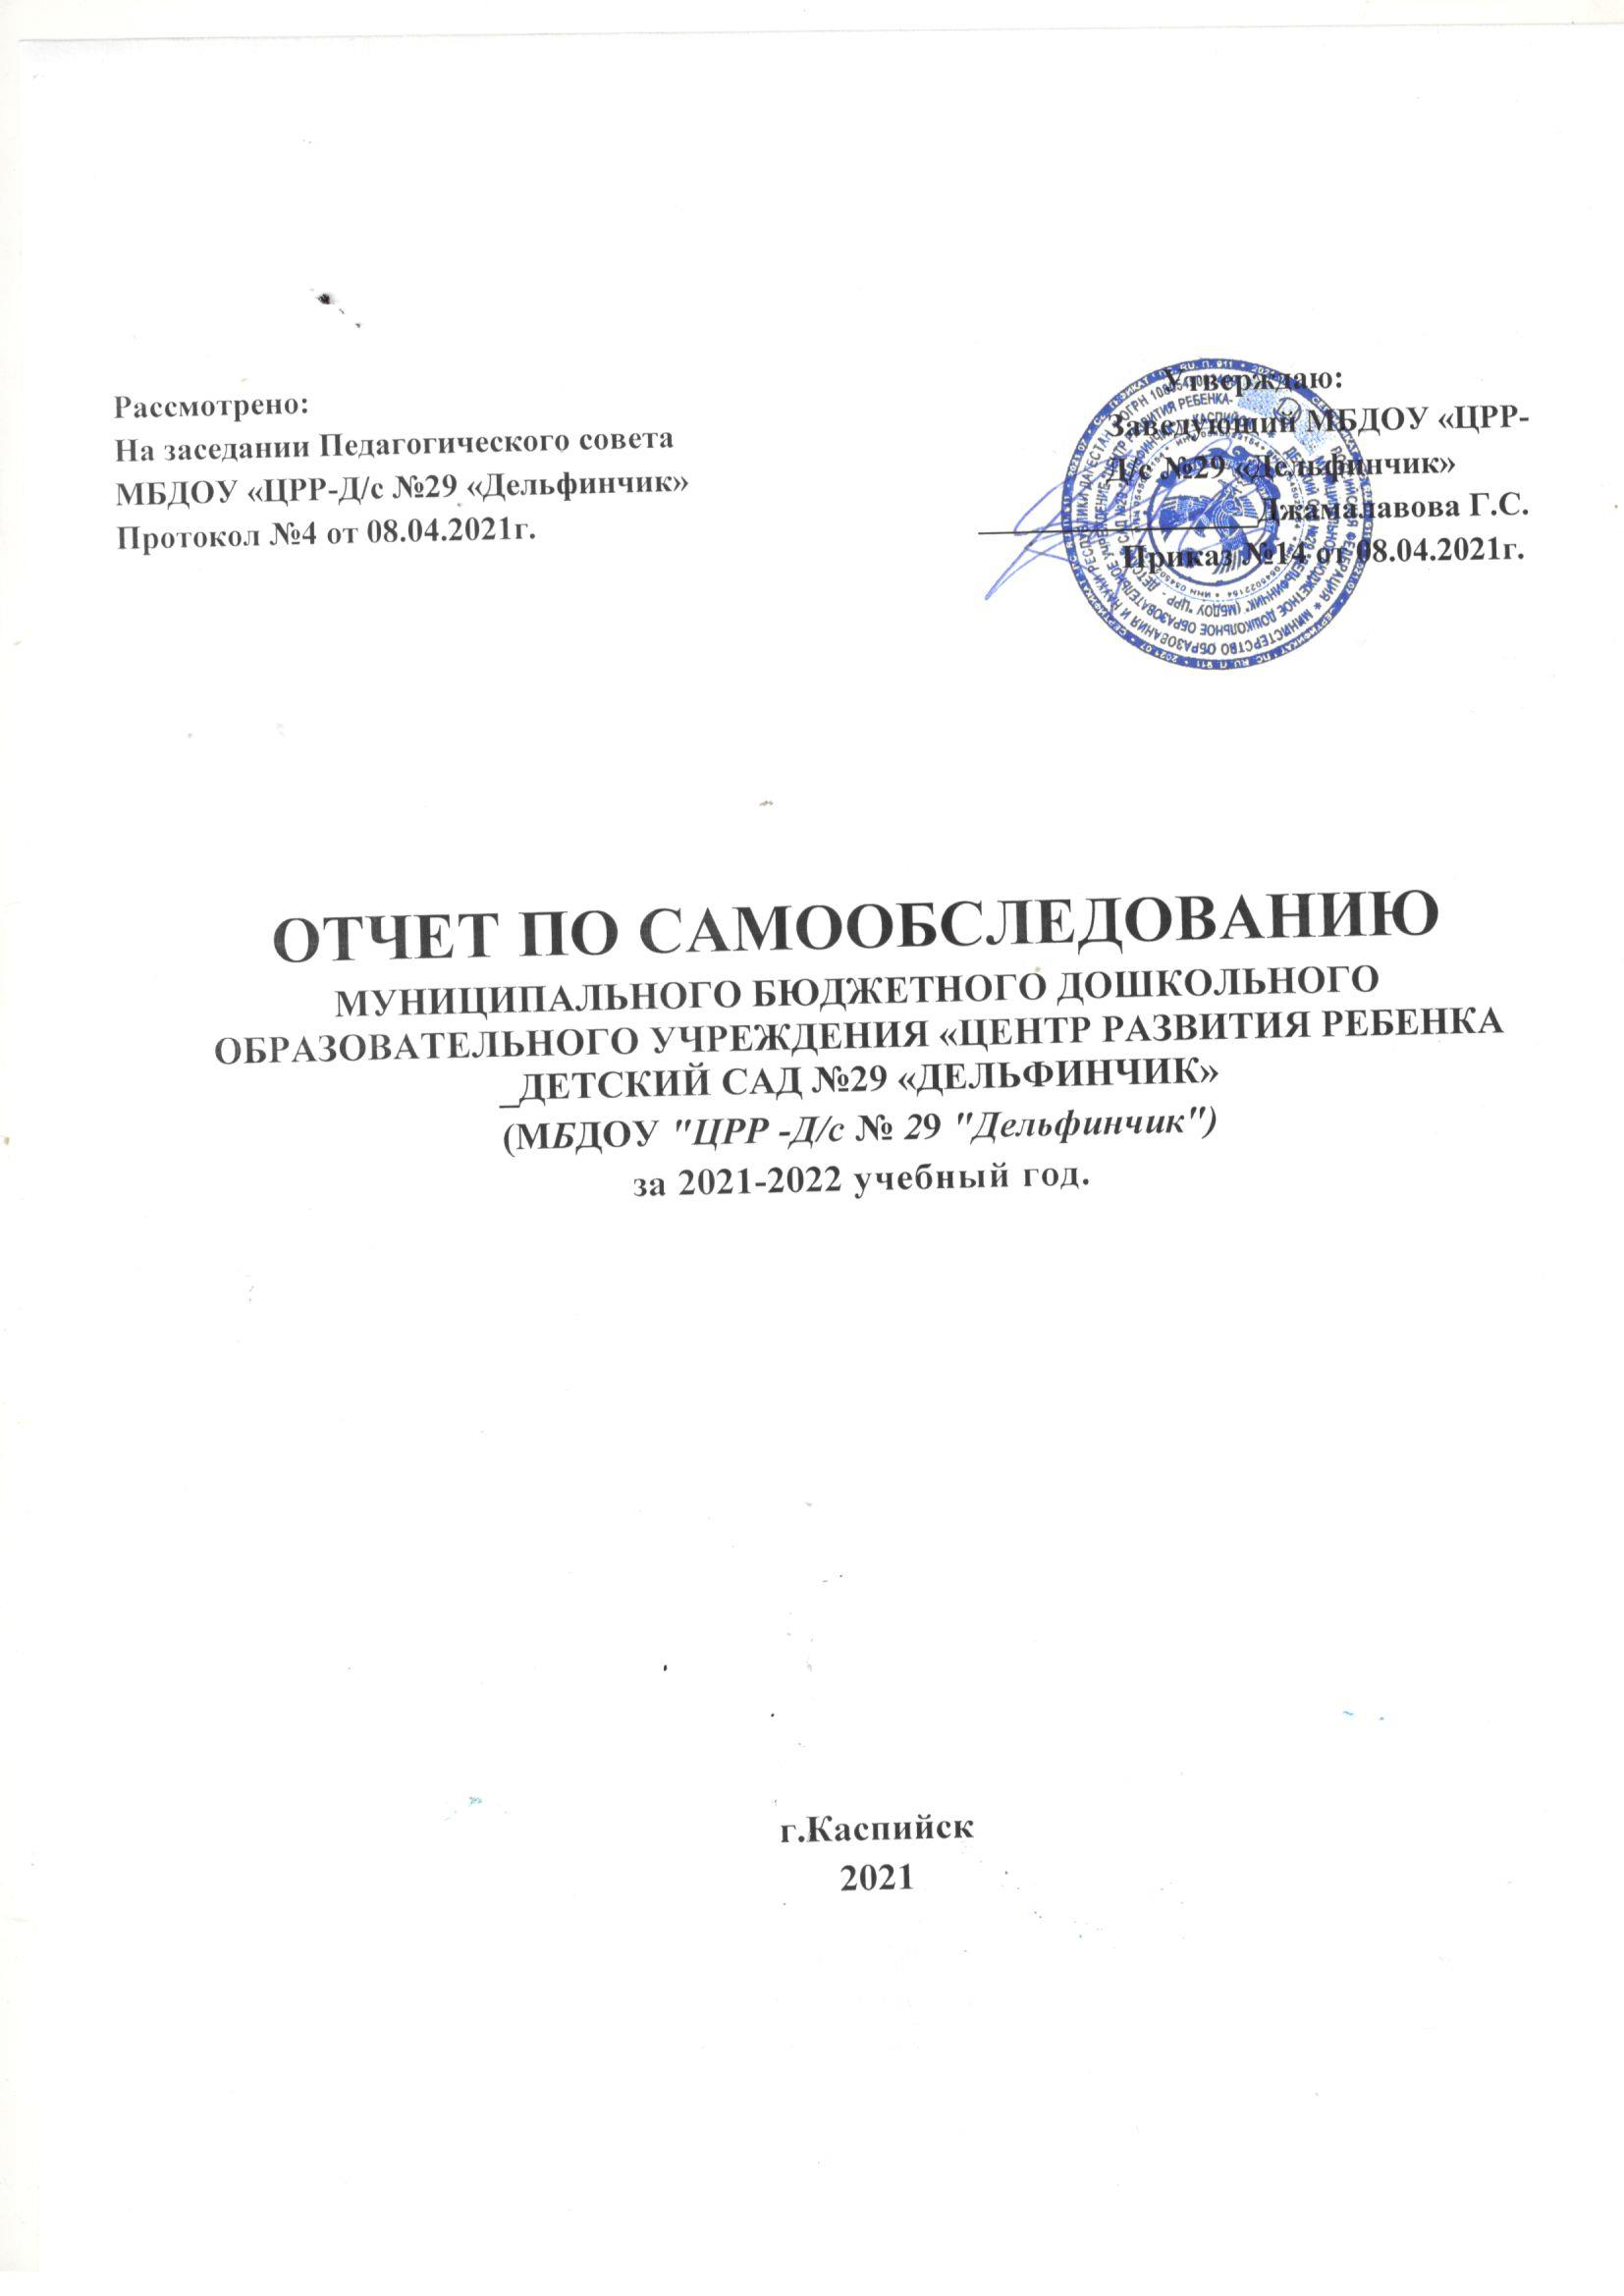 Рассмотрено:
На заседании Педагогического совета
МБДОУ «ЦРР-Д/с №29 «Дельфинчик»
Протокол №4 от 08.04.2021г.
Утверждаю:
Заведующий МБДОУ «ЦРР-
Д/с №29 «Дельфинчик»
Джамалавова Г.С.
Приказ №14 от 08.04.2021г.
ОТЧЕТ ПО САМООБСЛЕДОВАНИЮ
МУНИЦИПАЛЬНОГО БЮДЖЕТНОГО ДОШКОЛЬНОГО
ОБРАЗОВАТЕЛЬНОГО УЧРЕЖДЕНИЯ «ЦЕНТР РАЗВИТИЯ РЕБЕНКА
_ДЕТСКИЙ САД №29 «ДЕЛЬФИНЧИК»
(МБДОУ "ЦРР -Д/с № 29 "Дельфинчик")
за 2021-2022 учебный год.
г.Каспийск
2021